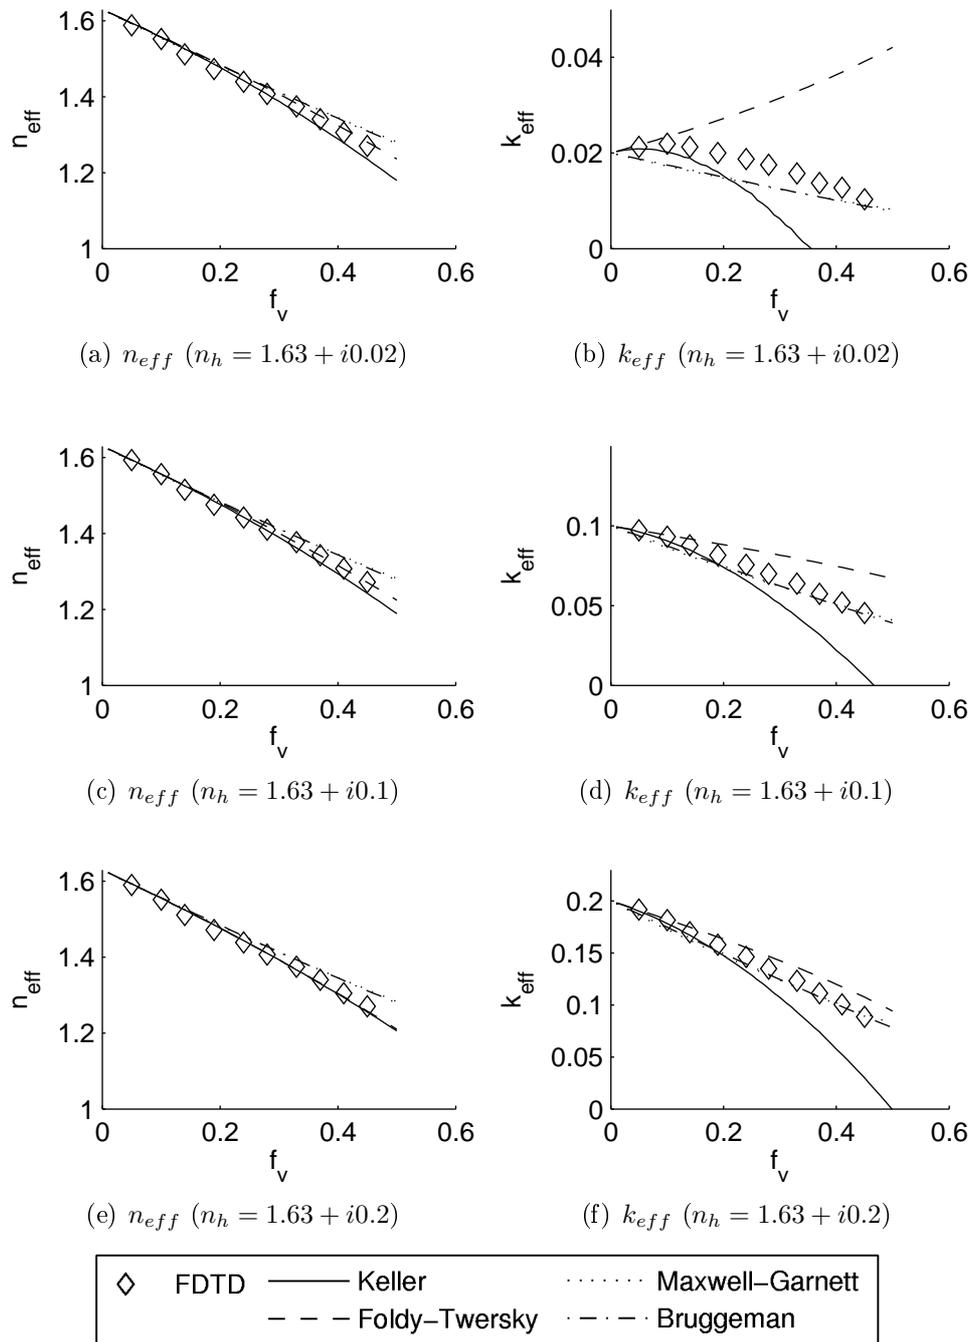 1.6
1.4
1.2
1
n_eff
0 0.2 0.4 0.6
f_v
(a) n_eff (n_h = 1.63 + i0.02)
0.04
0.02
0
k_eff
0 0.2 0.4 0.6
f_v
(b) k_eff (n_h = 1.63 + i0.02)
1.6
1.4
1.2
1
n_eff
0 0.2 0.4 0.6
f_v
(c) n_eff (n_h = 1.63 + i0.1)
0.1
0.05
0
k_eff
0 0.2 0.4 0.6
f_v
(d) k_eff (n_h = 1.63 + i0.1)
1.6
1.4
1.2
1
n_eff
0 0.2 0.4 0.6
f_v
(e) n_eff (n_h = 1.63 + i0.2)
0.2
0.15
0.1
0.05
0
k_eff
0 0.2 0.4 0.6
f_v
(f) k_eff (n_h = 1.63 + i0.2)
FDTD Keller Maxwell−Garnett
Foldy−Twersky Bruggeman